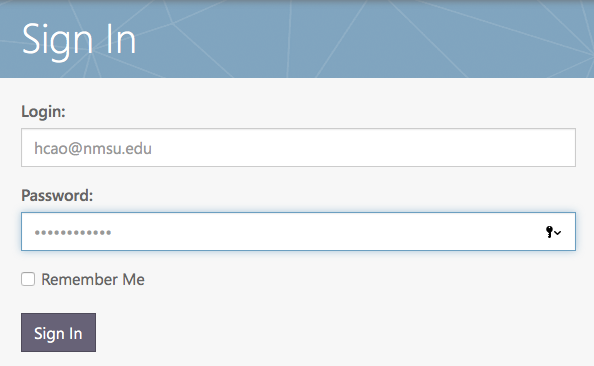 Sign In
Login:
hcao@nmsu.edu
Password:
••••••••••••
Remember Me
Sign In